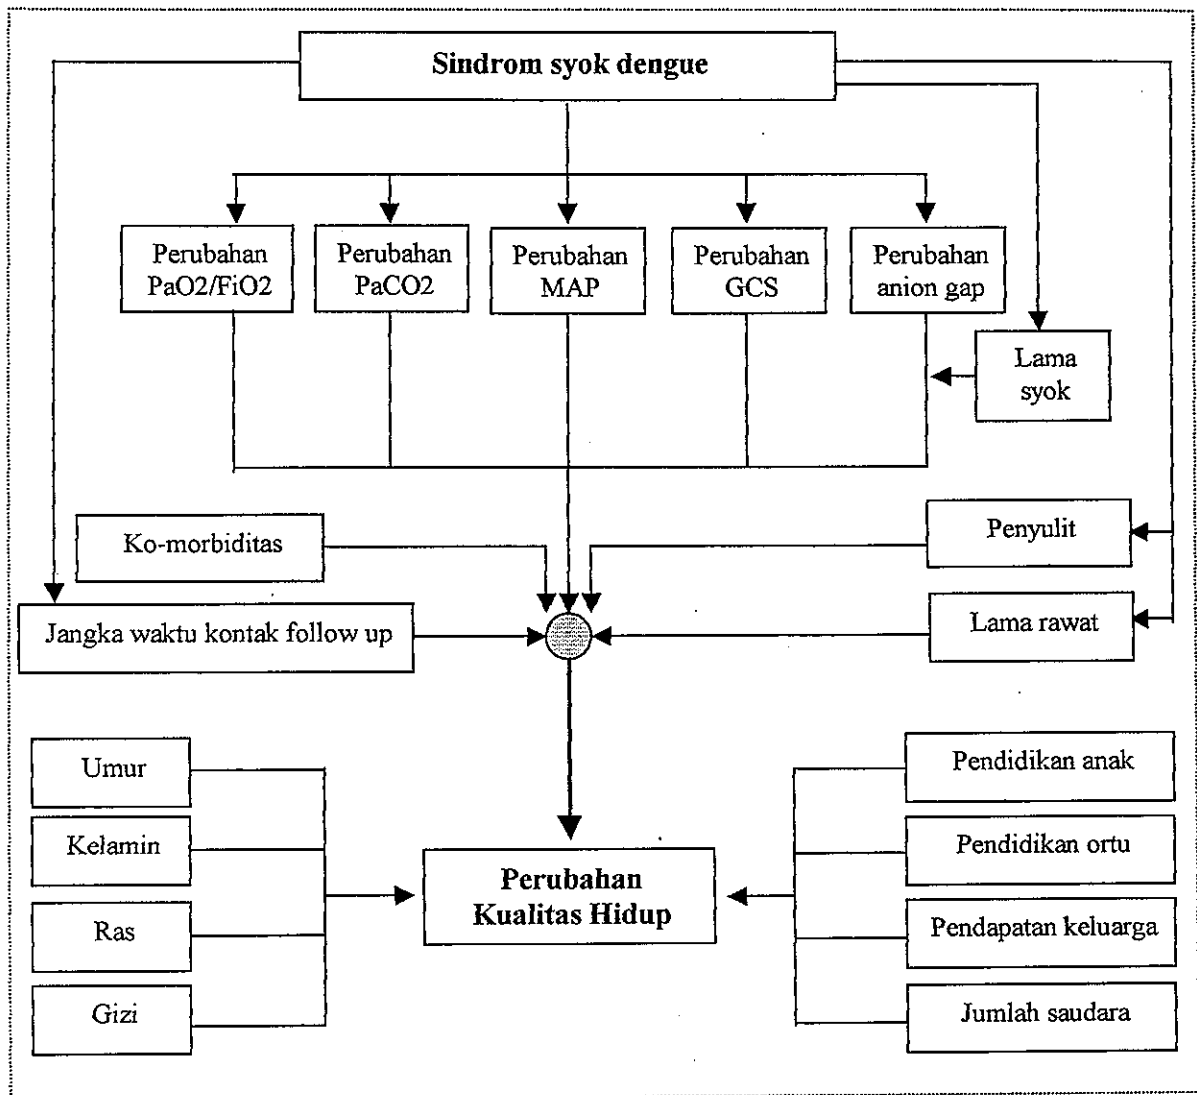 Sindrom syok dengue
Perubahan
PaO2/FiO2
Perubahan
PaCO2
Perubahan
MAP
Perubahan
GCS
Perubahan
anion gap
Lama
syok
Ko-morbiditas
Penyulit
Jangka waktu kontak follow up
Lama rawat
Umur
Kelamin
Ras
Gizi
Perubahan
Kualitas Hidup
Pendidikan anak
Pendidikan ortu
Pendapatan keluarga
Jumlah saudara